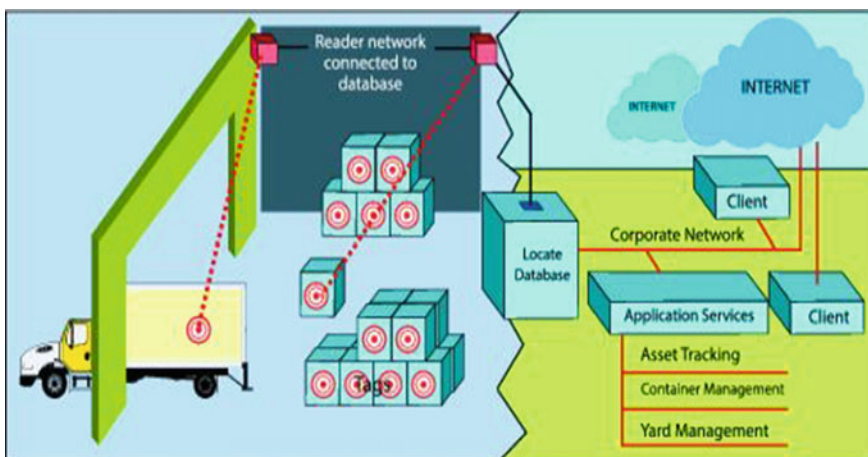 Reader network
connected to
database
Tags
INTERNET
INTERNET
Client
Corporate Network
Locate
Database
Application Services
Client
Asset Tracking
Container Management
Yard Management